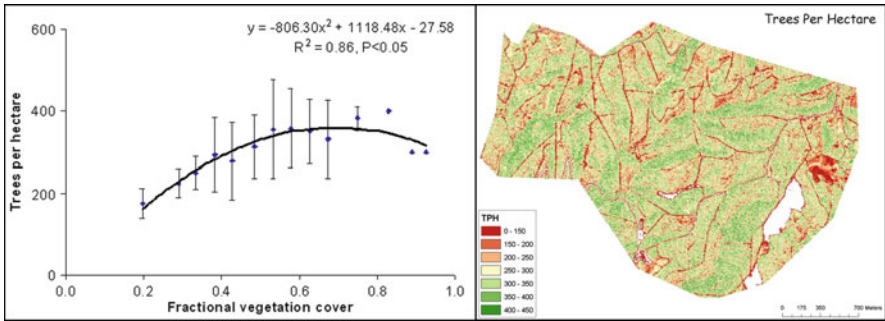 y = -806.30x² + 1118.48x - 27.58
R² = 0.86, P<0.05
Trees per hectare
600
400
200
0
0.0 0.2 0.4 0.6 0.8 1.0
Fractional vegetation cover
Trees Per Hectare
TPH
0 - 150
150 - 200
200 - 250
250 - 300
300 - 350
350 - 400
400 - 450
0 175 350 700 Meters